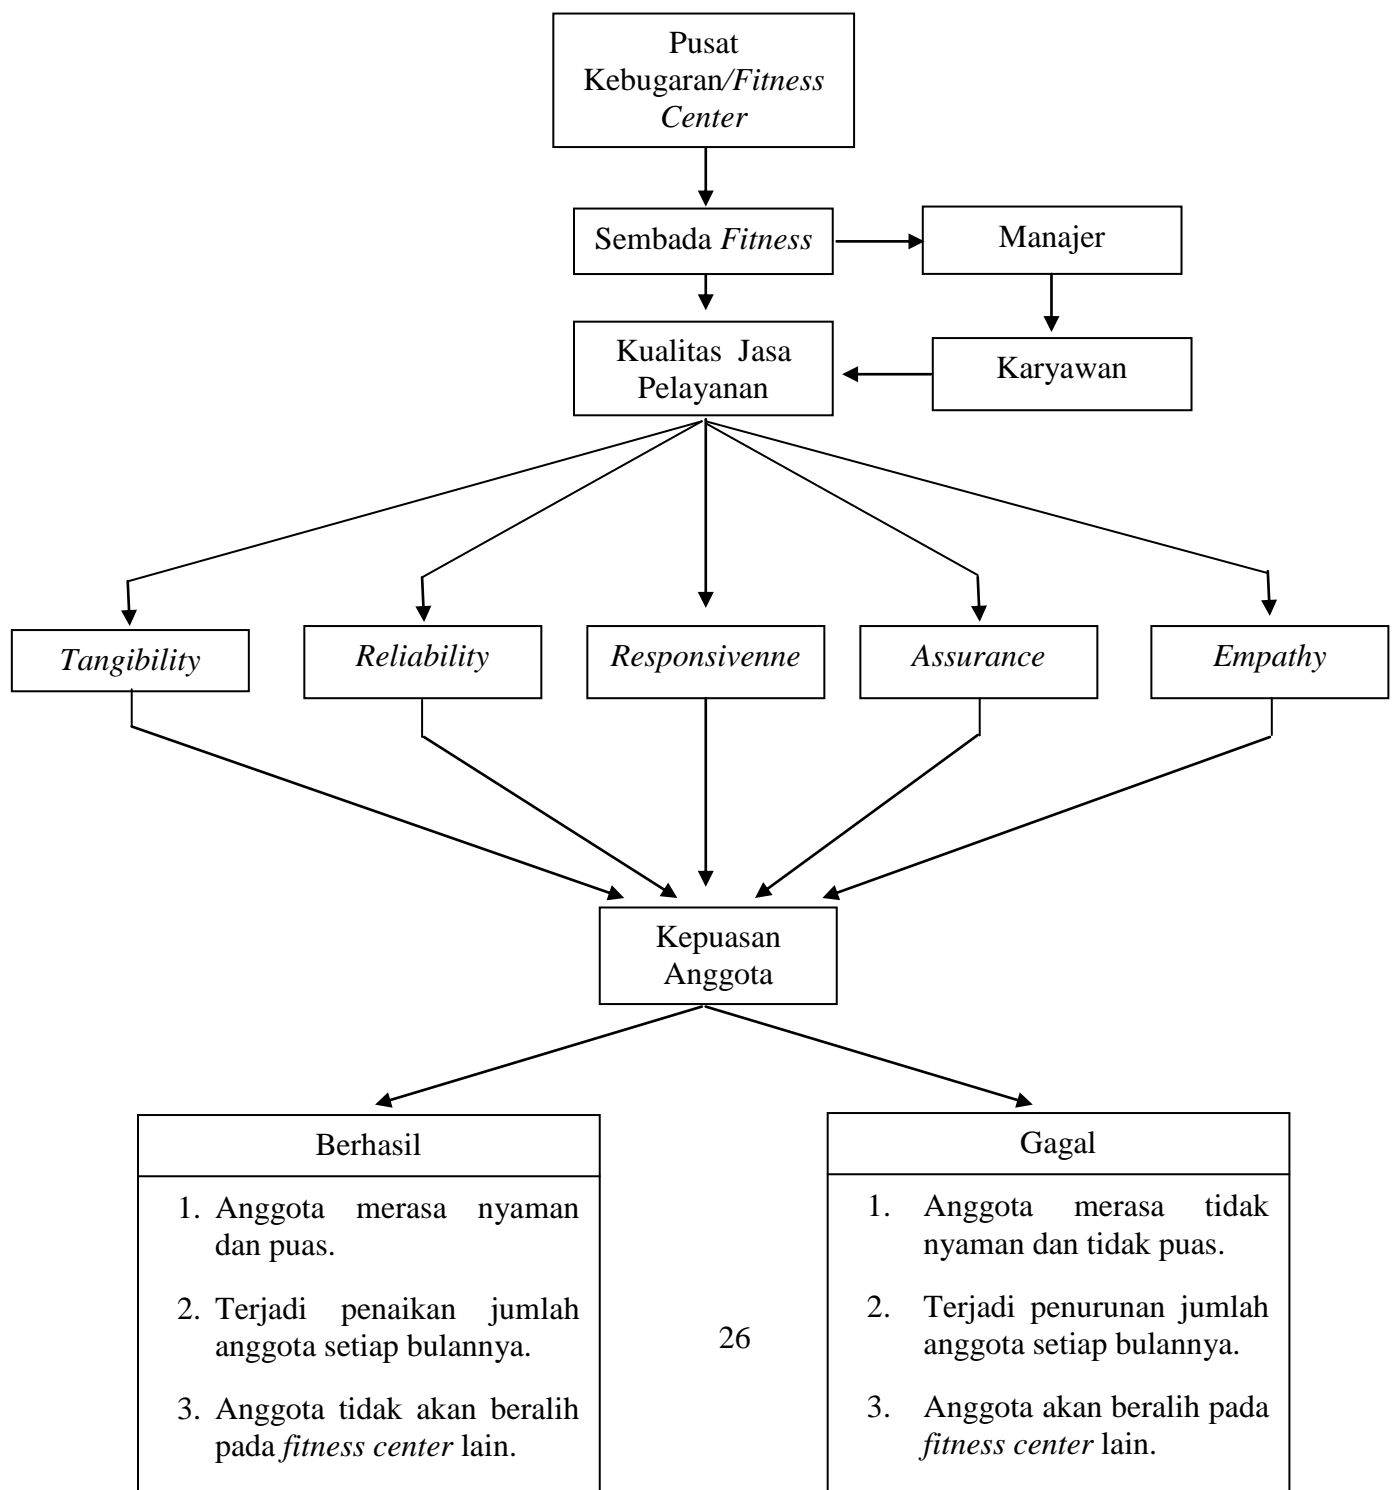 Pusat
Kebugaran/Fitness
Center
Sembada Fitness
Manajer
Kualitas Jasa
Pelayanan
Karyawan
Tangibility
Reliability
Responsivenne
Assurance
Empathy
Kepuasan
Anggota
Berhasil
1. Anggota merasa nyaman
dan puas.
2. Terjadi penaikan jumlah
anggota setiap bulannya.
3. Anggota tidak akan beralih
pada fitness center lain.
26
Gagal
1. Anggota merasa tidak
nyaman dan tidak puas.
2. Terjadi penurunan jumlah
anggota setiap bulannya.
3. Anggota akan beralih pada
fitness center lain.